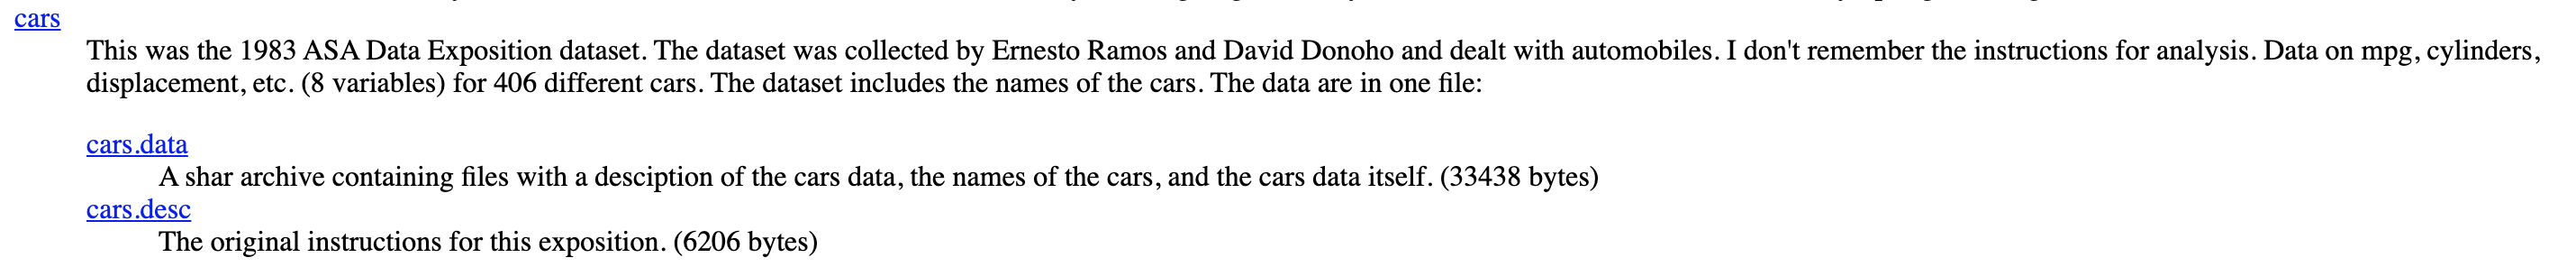 cars
This was the 1983 ASA Data Exposition dataset. The dataset was collected by Ernesto Ramos and David Donoho and dealt with automobiles. I don't remember the instructions for analysis. Data on mpg, cylinders,
displacement, etc. (8 variables) for 406 different cars. The dataset includes the names of the cars. The data are in one file:
cars.data
A shar archive containing files with a desciption of the cars data, the names of the cars, and the cars data itself. (33438 bytes)
cars.desc
The original instructions for this exposition. (6206 bytes)